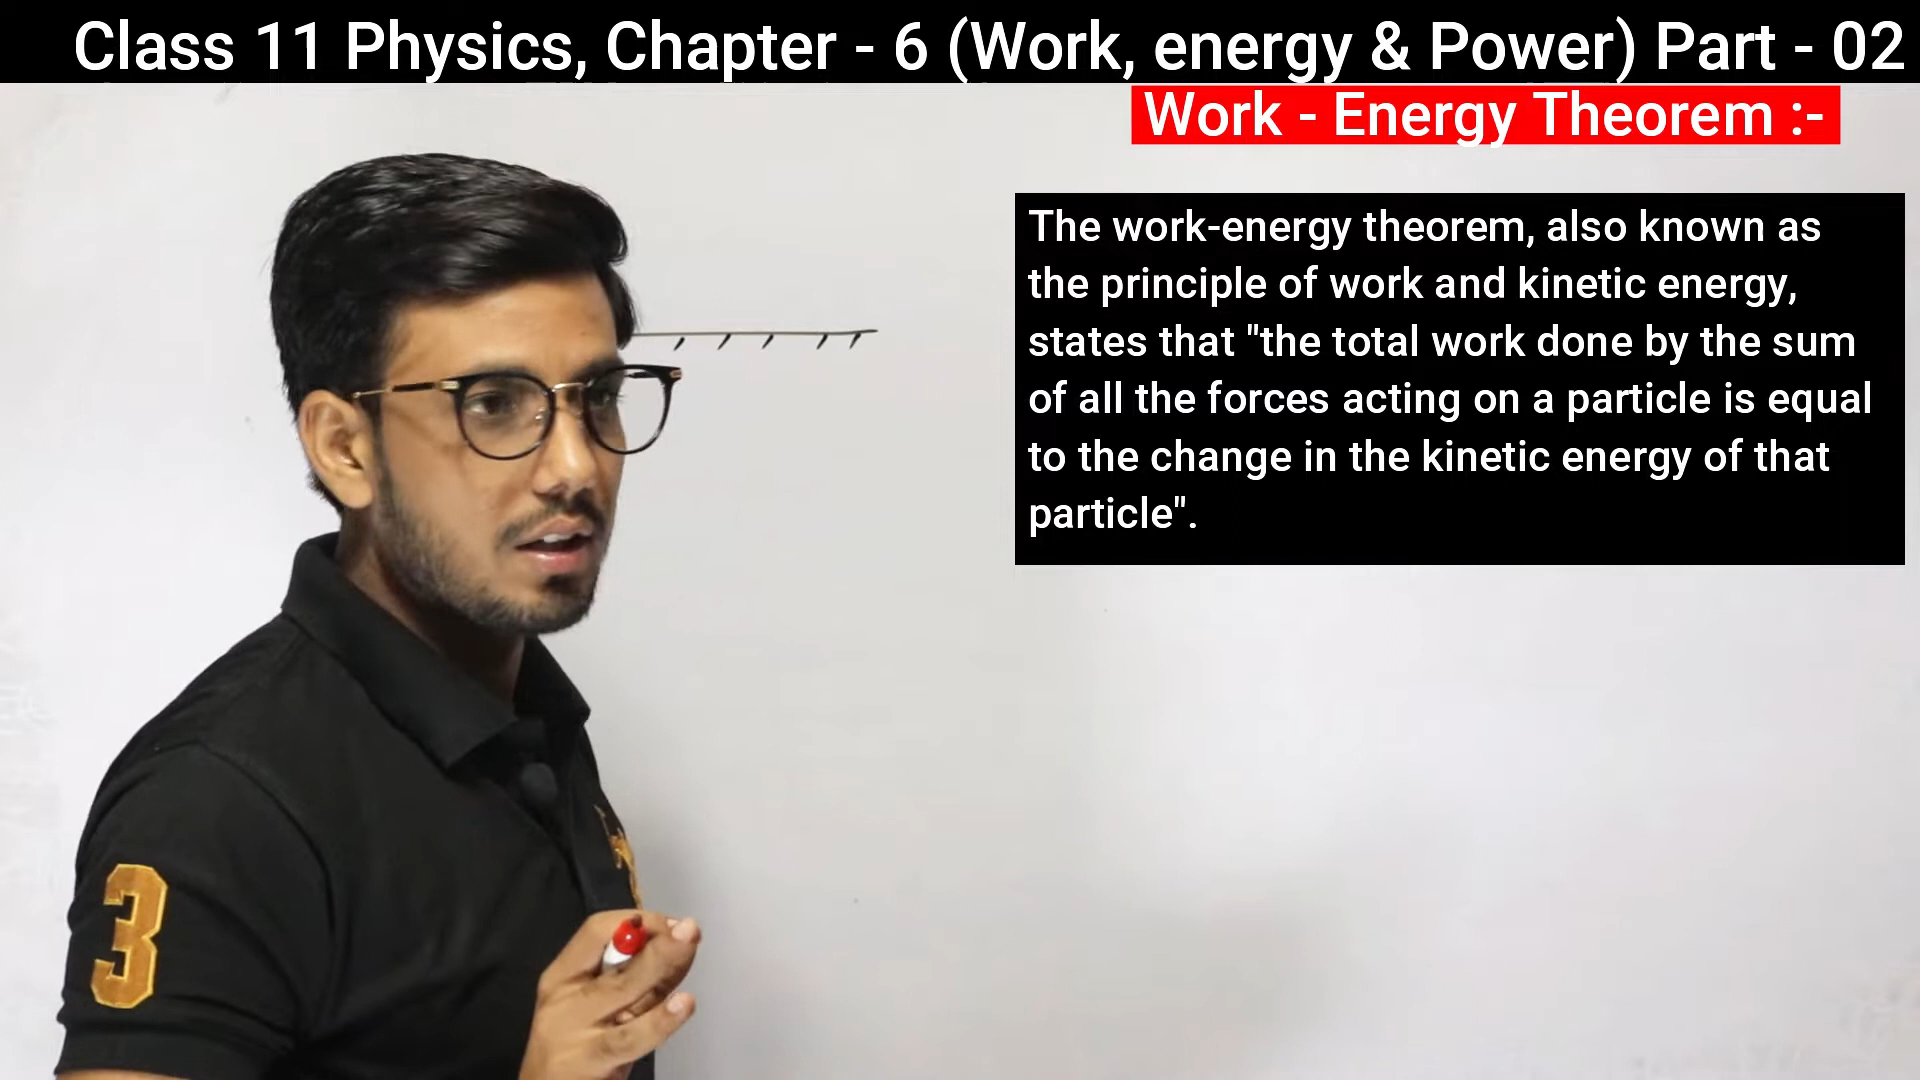 Class 11 Physics, Chapter - 6 (Work, energy & Power) Part - 02
Work - Energy Theorem :-
The work-energy theorem, also known as
the principle of work and kinetic energy,
states that "the total work done by the sum
of all the forces acting on a particle is equal
to the change in the kinetic energy of that
particle".
3